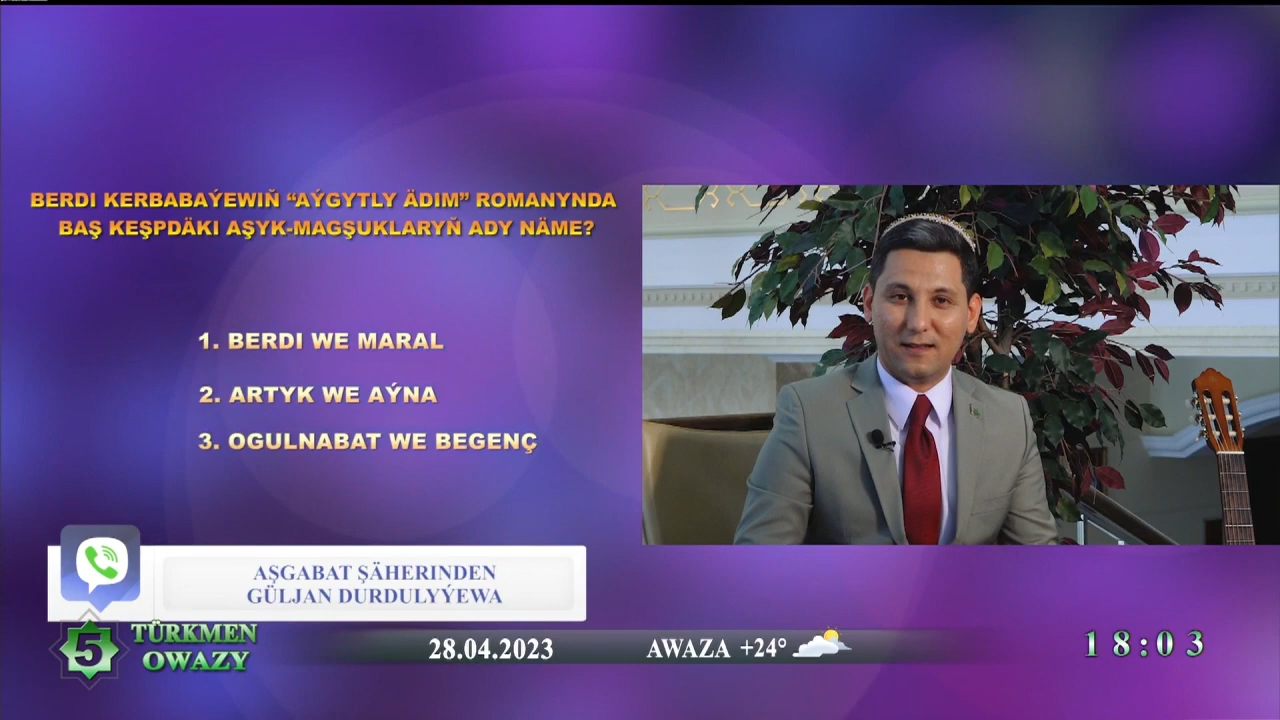 BERDI KERBABAÝEWIŇ “AÝGYTLY ÄDIM” ROMANYNDA
BAŞ KEŞPDÄKI AŞYK-MAGŞUKLARYŇ ADY NÄME?
1. BERDI WE MARAL
2. ARTYK WE AÝNA
3. OGULNABAT WE BEGENÇ
AŞGABAT ŞÄHERINDEN
GÜLJAN DURDULYÝEWA
5 TÜRKMEN
OWAZY
28.04.2023
AWAZA +24°
18:03